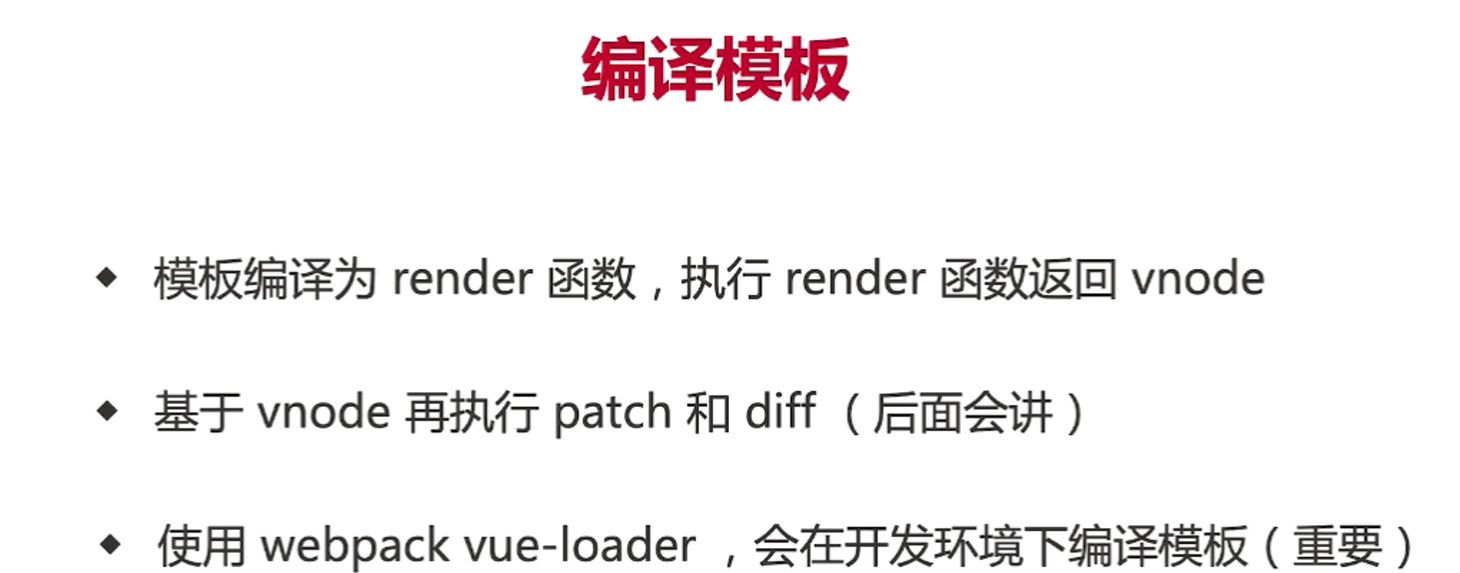 编译模板
◆ 模板编译为 render 函数，执行 render 函数返回 vnode
◆ 基于 vnode 再执行 patch 和 diff（后面会讲）
◆ 使用 webpack vue-loader ，会在开发环境下编译模板（重要）